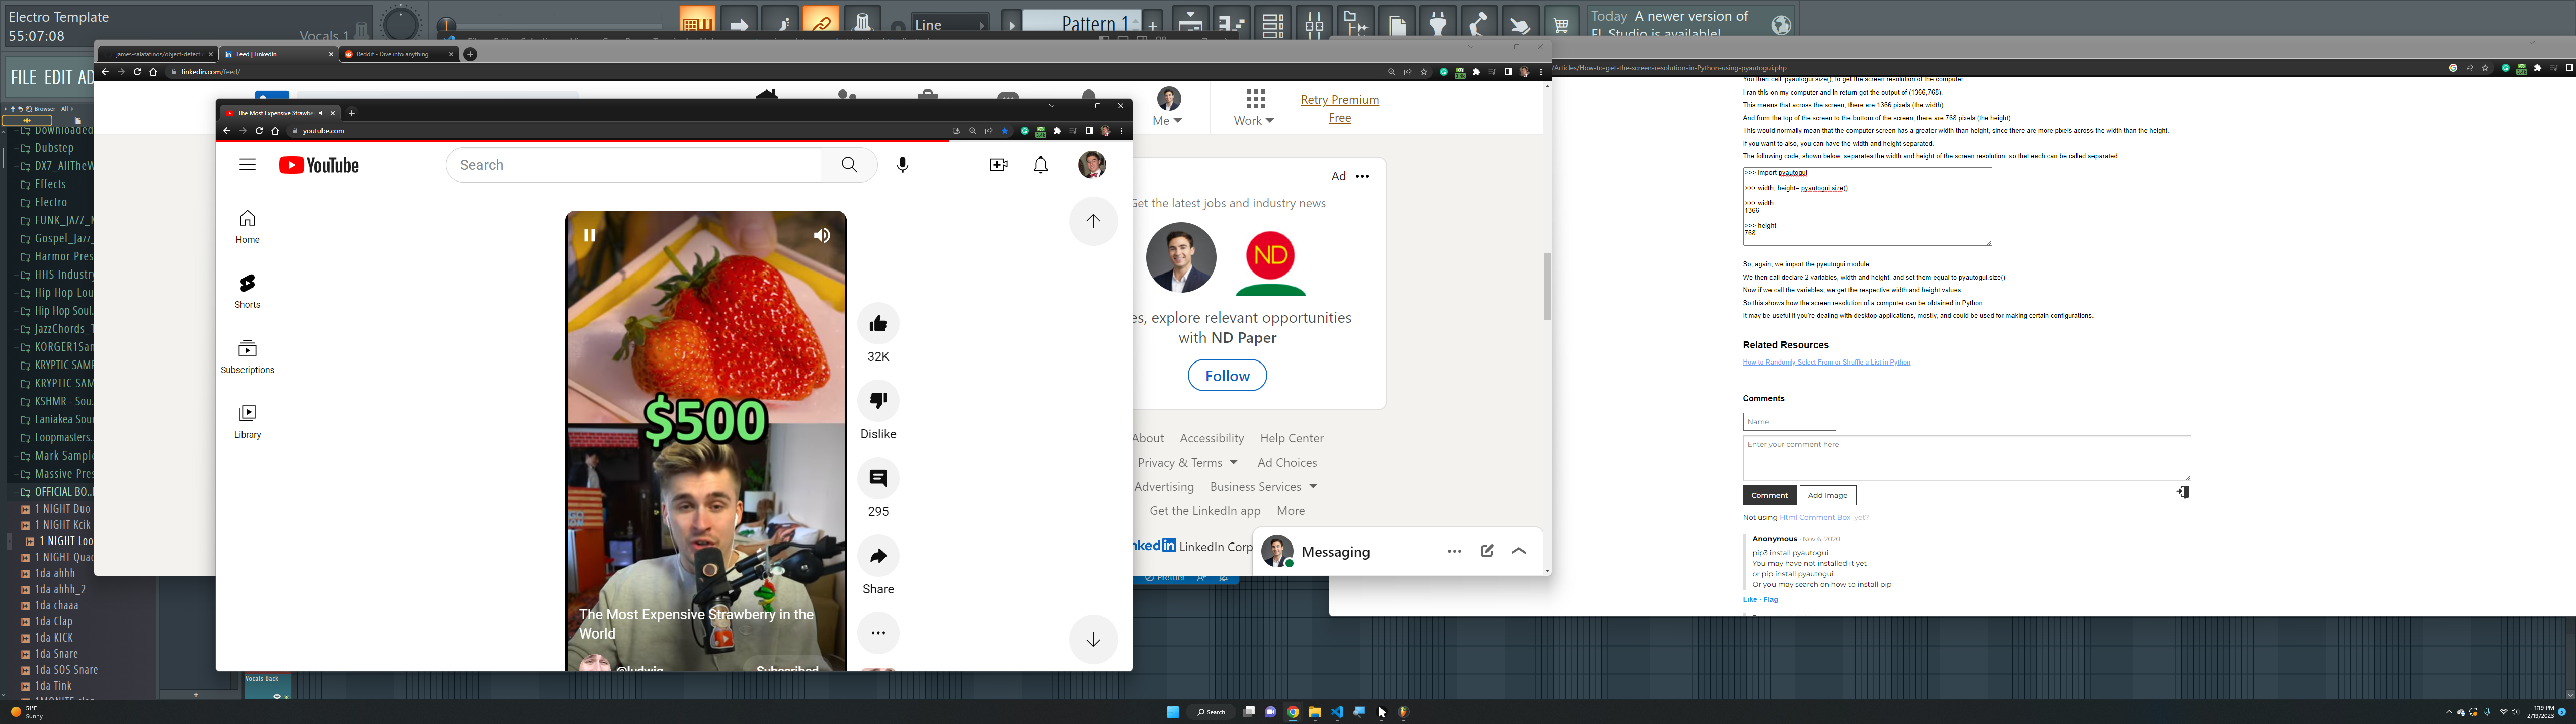 Electro Template
55:07:08
Vocals 1
Line
Pattern 1
Today A newer version of
FL Studio is available!
FILE EDIT AD
Browser - All
Downloaded
Dubstep
DX7_AllTheW
Effects
Electro
FUNK_JAZZ_
Gospel_Jazz_
Harmor Pres
HHS Industry
Hip Hop Lou
Hip Hop Soul.
JazzChords_
KORGER1San
KRYPTIC SAMP
KRYPTIC SAM
KSHMR - Sou.
Laniakea Sour
Loopmasters..
Mark Sample
Massive Pres
OFFICIAL BO..
1 NIGHT Duo
1 NIGHT Kcik
1 NIGHT Loo
1 NIGHT Quad
1da ahhh
1da ahhh_2
1da chaaa
1da Clap
1da KICK
1da Snare
1da SOS Snare
1da Tink
Vocals Back
james-salafatinos/object-detect
Feed | LinkedIn
Reddit - Dive into anything
linkedin.com/feed/
Me
Work
Retry Premium
Free
Ad
Get the latest jobs and industry news
ND
es, explore relevant opportunities
with ND Paper
Follow
About Accessibility Help Center
Privacy & Terms Ad Choices
Advertising Business Services
Get the LinkedIn app More
nked in LinkedIn Corp
Messaging
Prettier
The Most Expensive Strawb
youtube.com
YouTube
Search
Home
Shorts
Subscriptions
Library
$500
The Most Expensive Strawberry in the
World
@ludwig
Subscribed
32K
Dislike
295
Share
/Articles/How-to-get-the-screen-resolution-in-Python-using-pyautogui.php
You then call, pyautogui.size(), to get the screen resolution of the computer.
I ran this on my computer and in return got the output of (1366,768).
This means that across the screen, there are 1366 pixels (the width).
And from the top of the screen to the bottom of the screen, there are 768 pixels (the height).
This would normally mean that the computer screen has a greater width than height, since there are more pixels across the width than the height.
If you want to also, you can have the width and height separated.
The following code, shown below, separates the width and height of the screen resolution, so that each can be called separated.
>>> import pyautogui
>>> width, height= pyautogui.size()
>>> width
1366
>>> height
768
So, again, we import the pyautogui module.
We then call declare 2 variables, width and height, and set them equal to pyautogui.size()
Now if we call the variables, we get the respective width and height values.
So this shows how the screen resolution of a computer can be obtained in Python.
It may be useful if you're dealing with desktop applications, mostly, and could be used for making certain configurations.
Related Resources
How to Randomly Select From or Shuffle a List in Python
Comments
Name
Enter your comment here
Comment
Add Image
Not using Html Comment Box yet?
Anonymous · Nov 6, 2020
pip3 install pyautogui.
You may have not installed it yet
or pip install pyautogui
Or you may search on how to install pip
Like · Flag
51°F
Sunny
Search
1:19 PM
2/19/2023